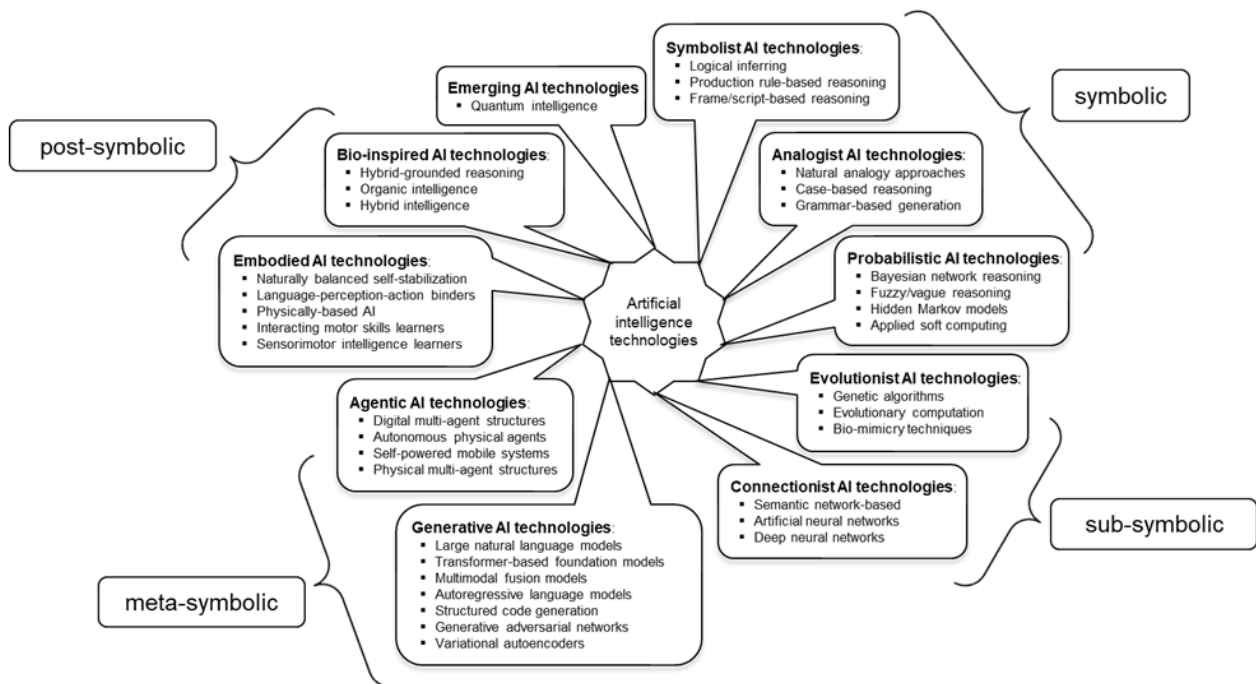 Symbolist AI technologies:
▪ Logical inferring
▪ Production rule-based reasoning
▪ Frame/script-based reasoning
symbolic
Emerging AI technologies
▪ Quantum intelligence
post-symbolic
Bio-inspired AI technologies:
▪ Hybrid-grounded reasoning
▪ Organic intelligence
▪ Hybrid intelligence
Analogist AI technologies:
▪ Natural analogy approaches
▪ Case-based reasoning
▪ Grammar-based generation
Embodied AI technologies:
▪ Naturally balanced self-stabilization
▪ Language-perception-action binders
▪ Physically-based AI
▪ Interacting motor skills learners
▪ Sensorimotor intelligence learners
Artificial
intelligence
technologies
Probabilistic AI technologies:
▪ Bayesian network reasoning
▪ Fuzzy/vague reasoning
▪ Hidden Markov models
▪ Applied soft computing
Evolutionist AI technologies:
▪ Genetic algorithms
▪ Evolutionary computation
▪ Bio-mimicry techniques
Agentic AI technologies:
▪ Digital multi-agent structures
▪ Autonomous physical agents
▪ Self-powered mobile systems
▪ Physical multi-agent structures
Connectionist AI technologies:
▪ Semantic network-based
▪ Artificial neural networks
▪ Deep neural networks
sub-symbolic
Generative AI technologies:
▪ Large natural language models
▪ Transformer-based foundation models
▪ Multimodal fusion models
▪ Autoregressive language models
▪ Structured code generation
▪ Generative adversarial networks
▪ Variational autoencoders
meta-symbolic